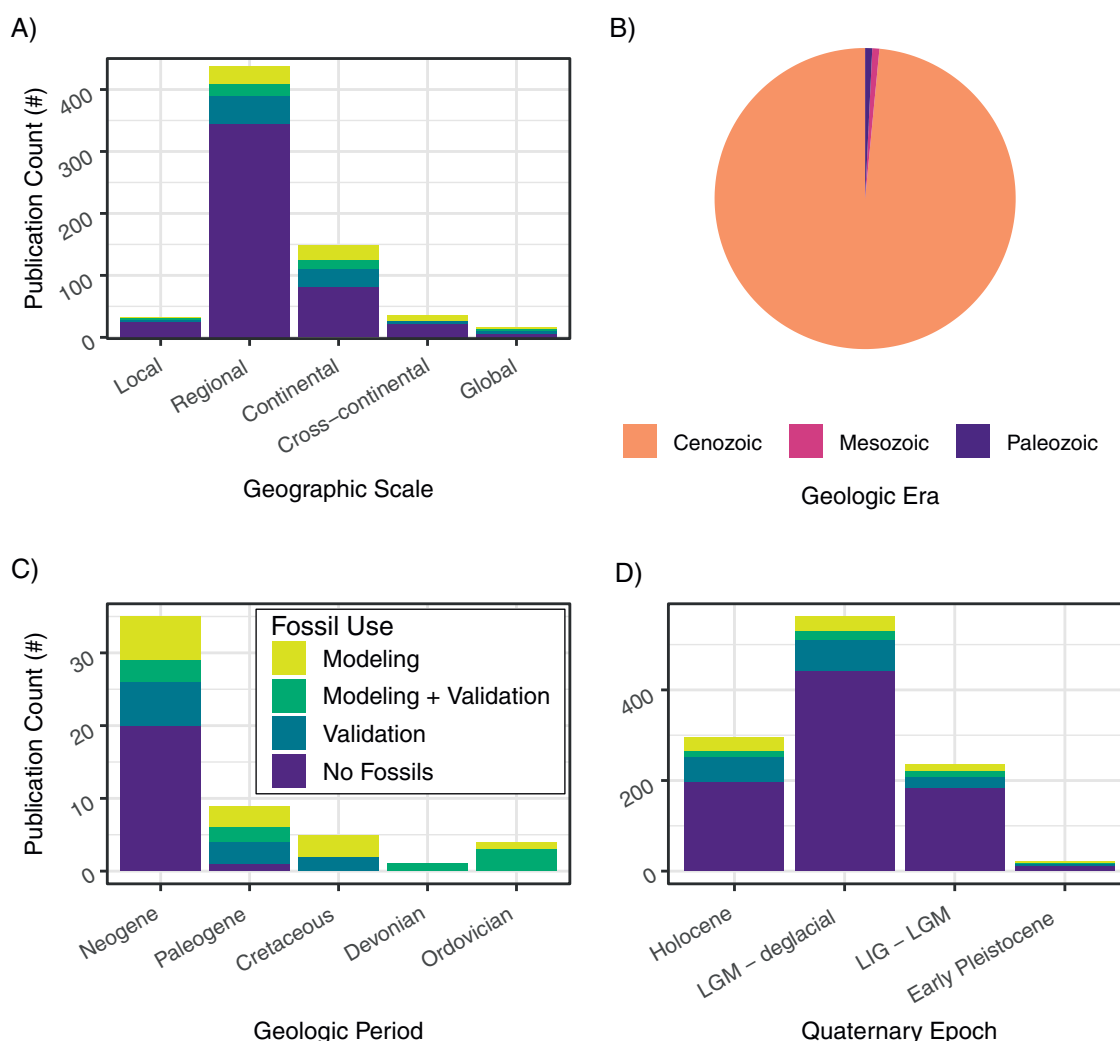 A)
Publication Count (#)
400
300
200
100
0
Local
Regional
Continental
Cross−continental
Global
Geographic Scale
B)
Cenozoic Mesozoic Paleozoic
Geologic Era
C)
Publication Count (#)
30
20
10
0
Fossil Use
Modeling
Modeling + Validation
Validation
No Fossils
Neogene
Paleogene
Cretaceous
Devonian
Ordovician
Geologic Period
D)
400
200
0
Holocene
LGM − deglacial
LIG − LGM
Early Pleistocene
Quaternary Epoch